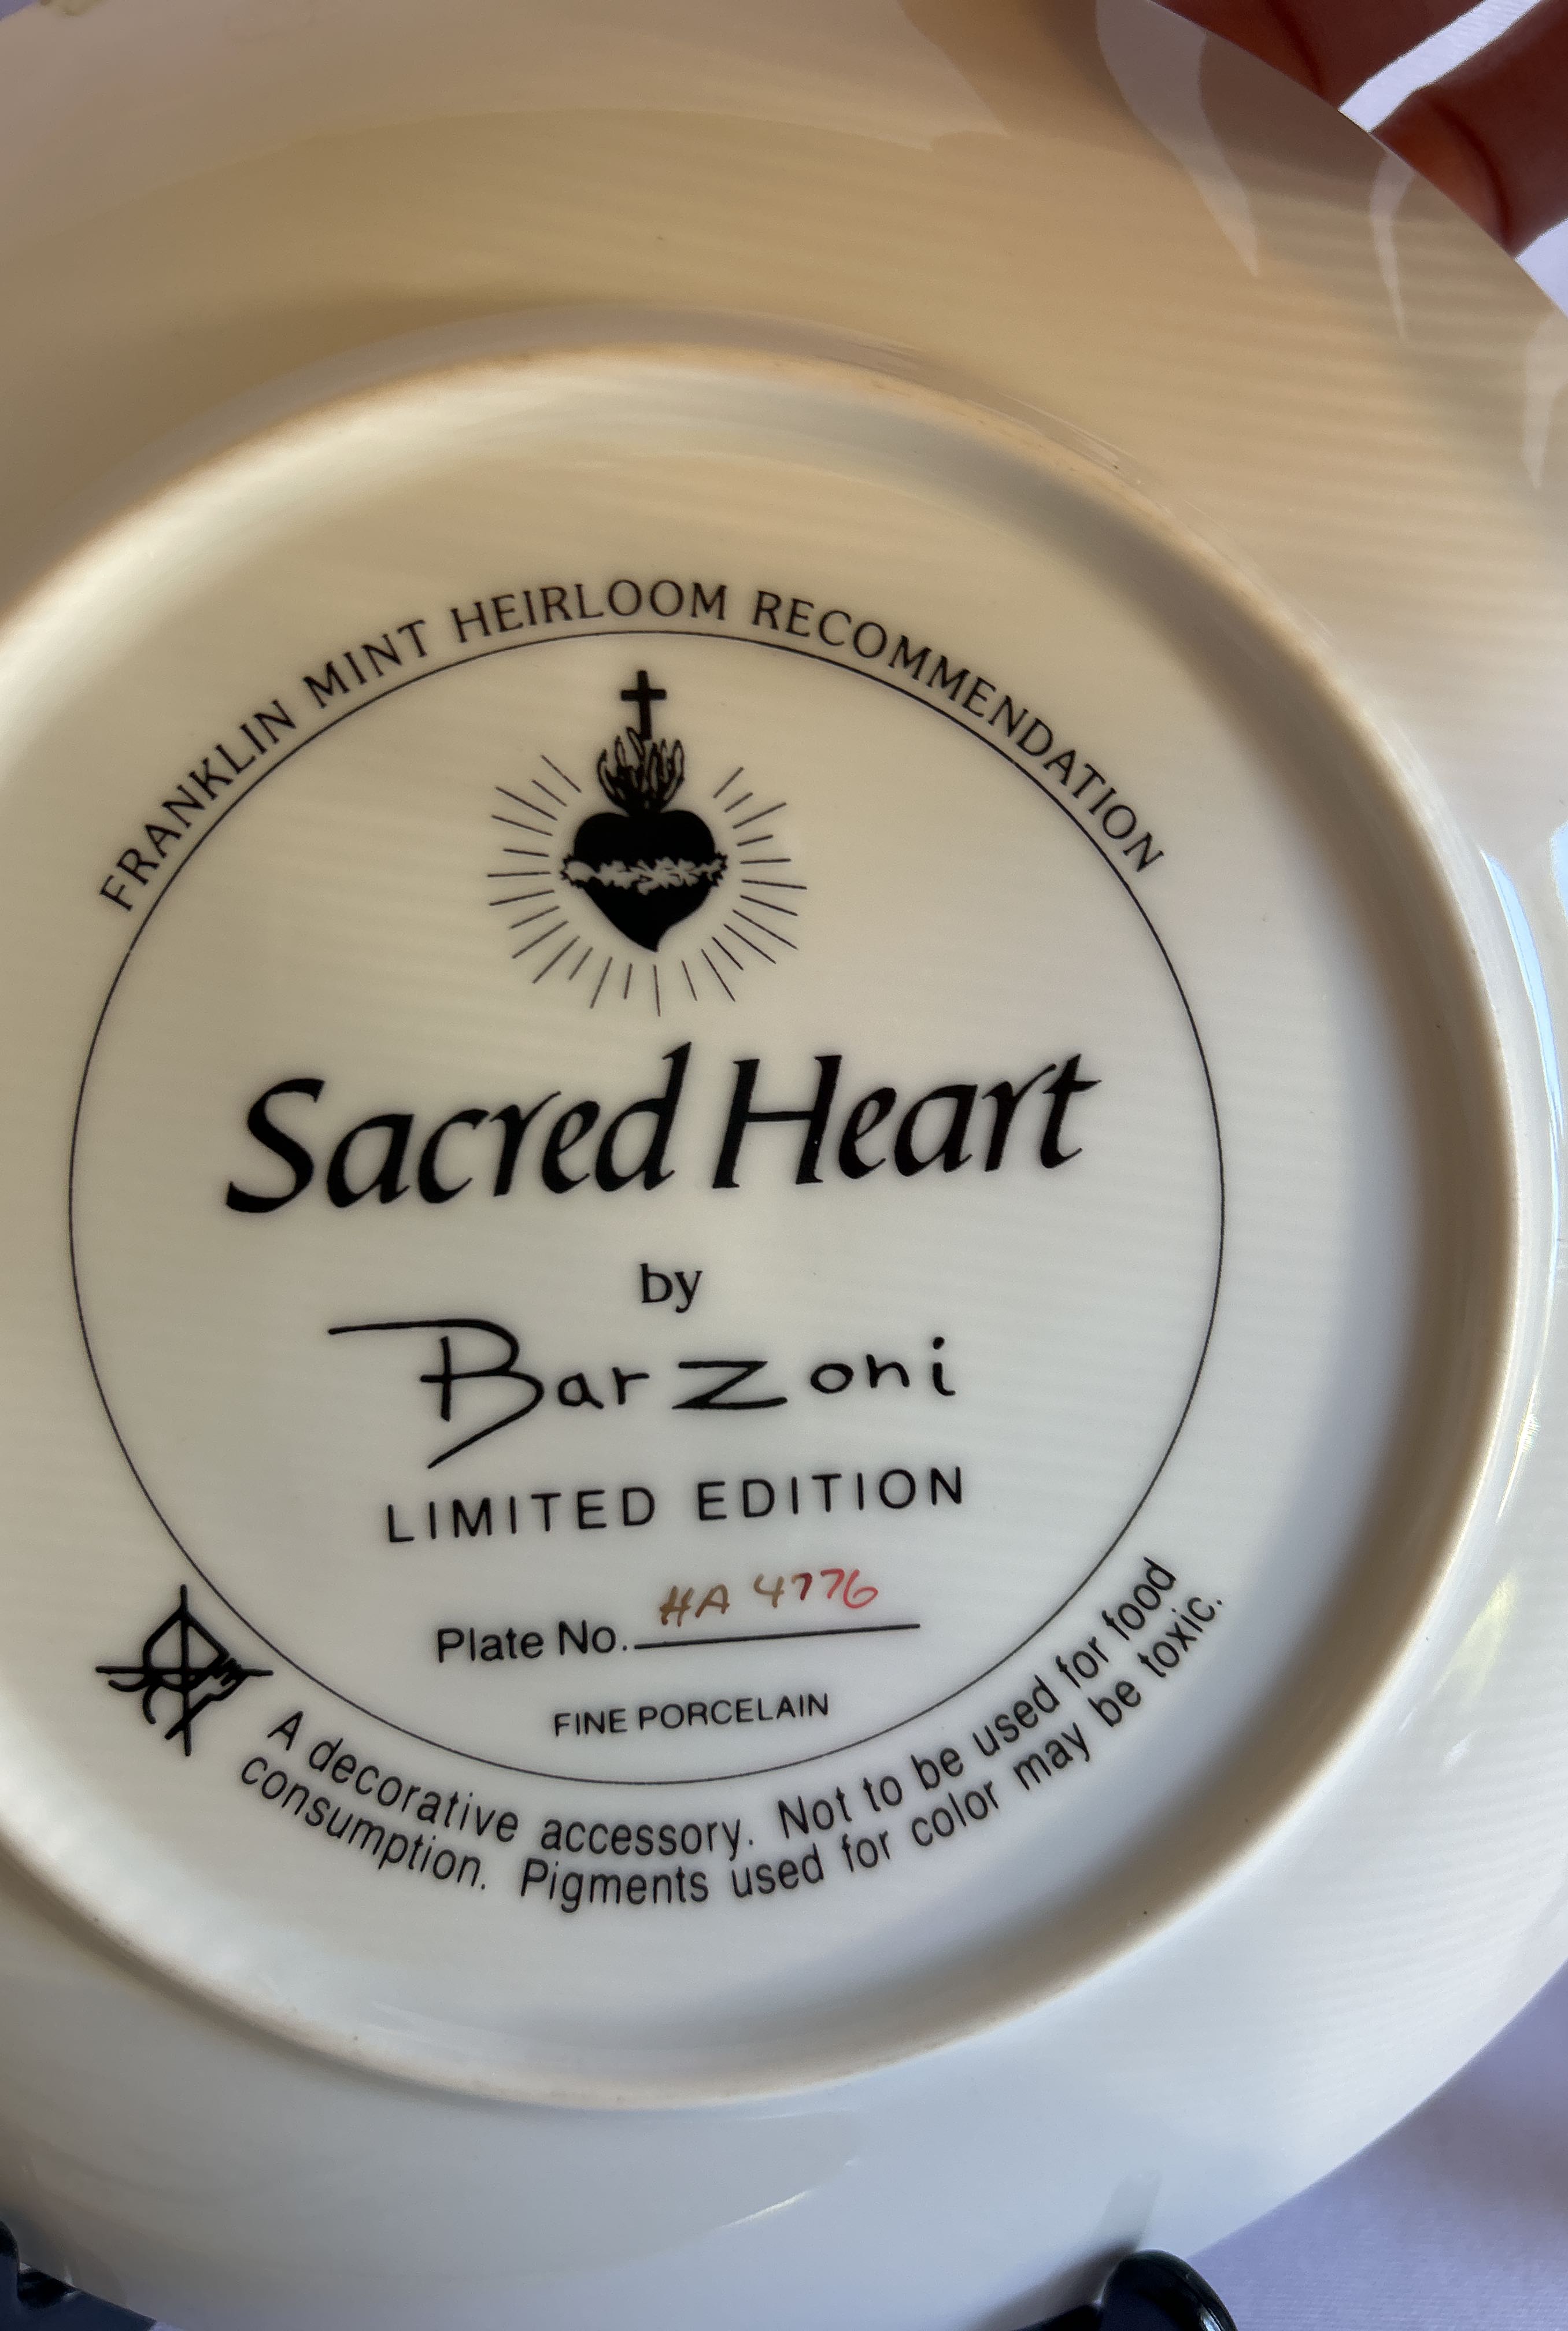 FRANKLIN MINT HEIRLOOM RECOMMENDATION
Sacred Heart
by
Barzoni
LIMITED EDITION
Plate No. HA 4776
FINE PORCELAIN
A decorative accessory. Not to be used for food
consumption. Pigments used for color may be toxic.